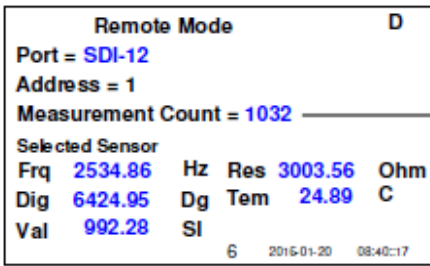 Remote Mode D
Port = SDI-12
Address = 1
Measurement Count = 1032
Selected Sensor
Frq 2534.86 Hz Res 3003.56 Ohm
Dig 6424.95 Dg Tem 24.89 C
Val 992.28 SI
6 2016-01-20 08:40:17